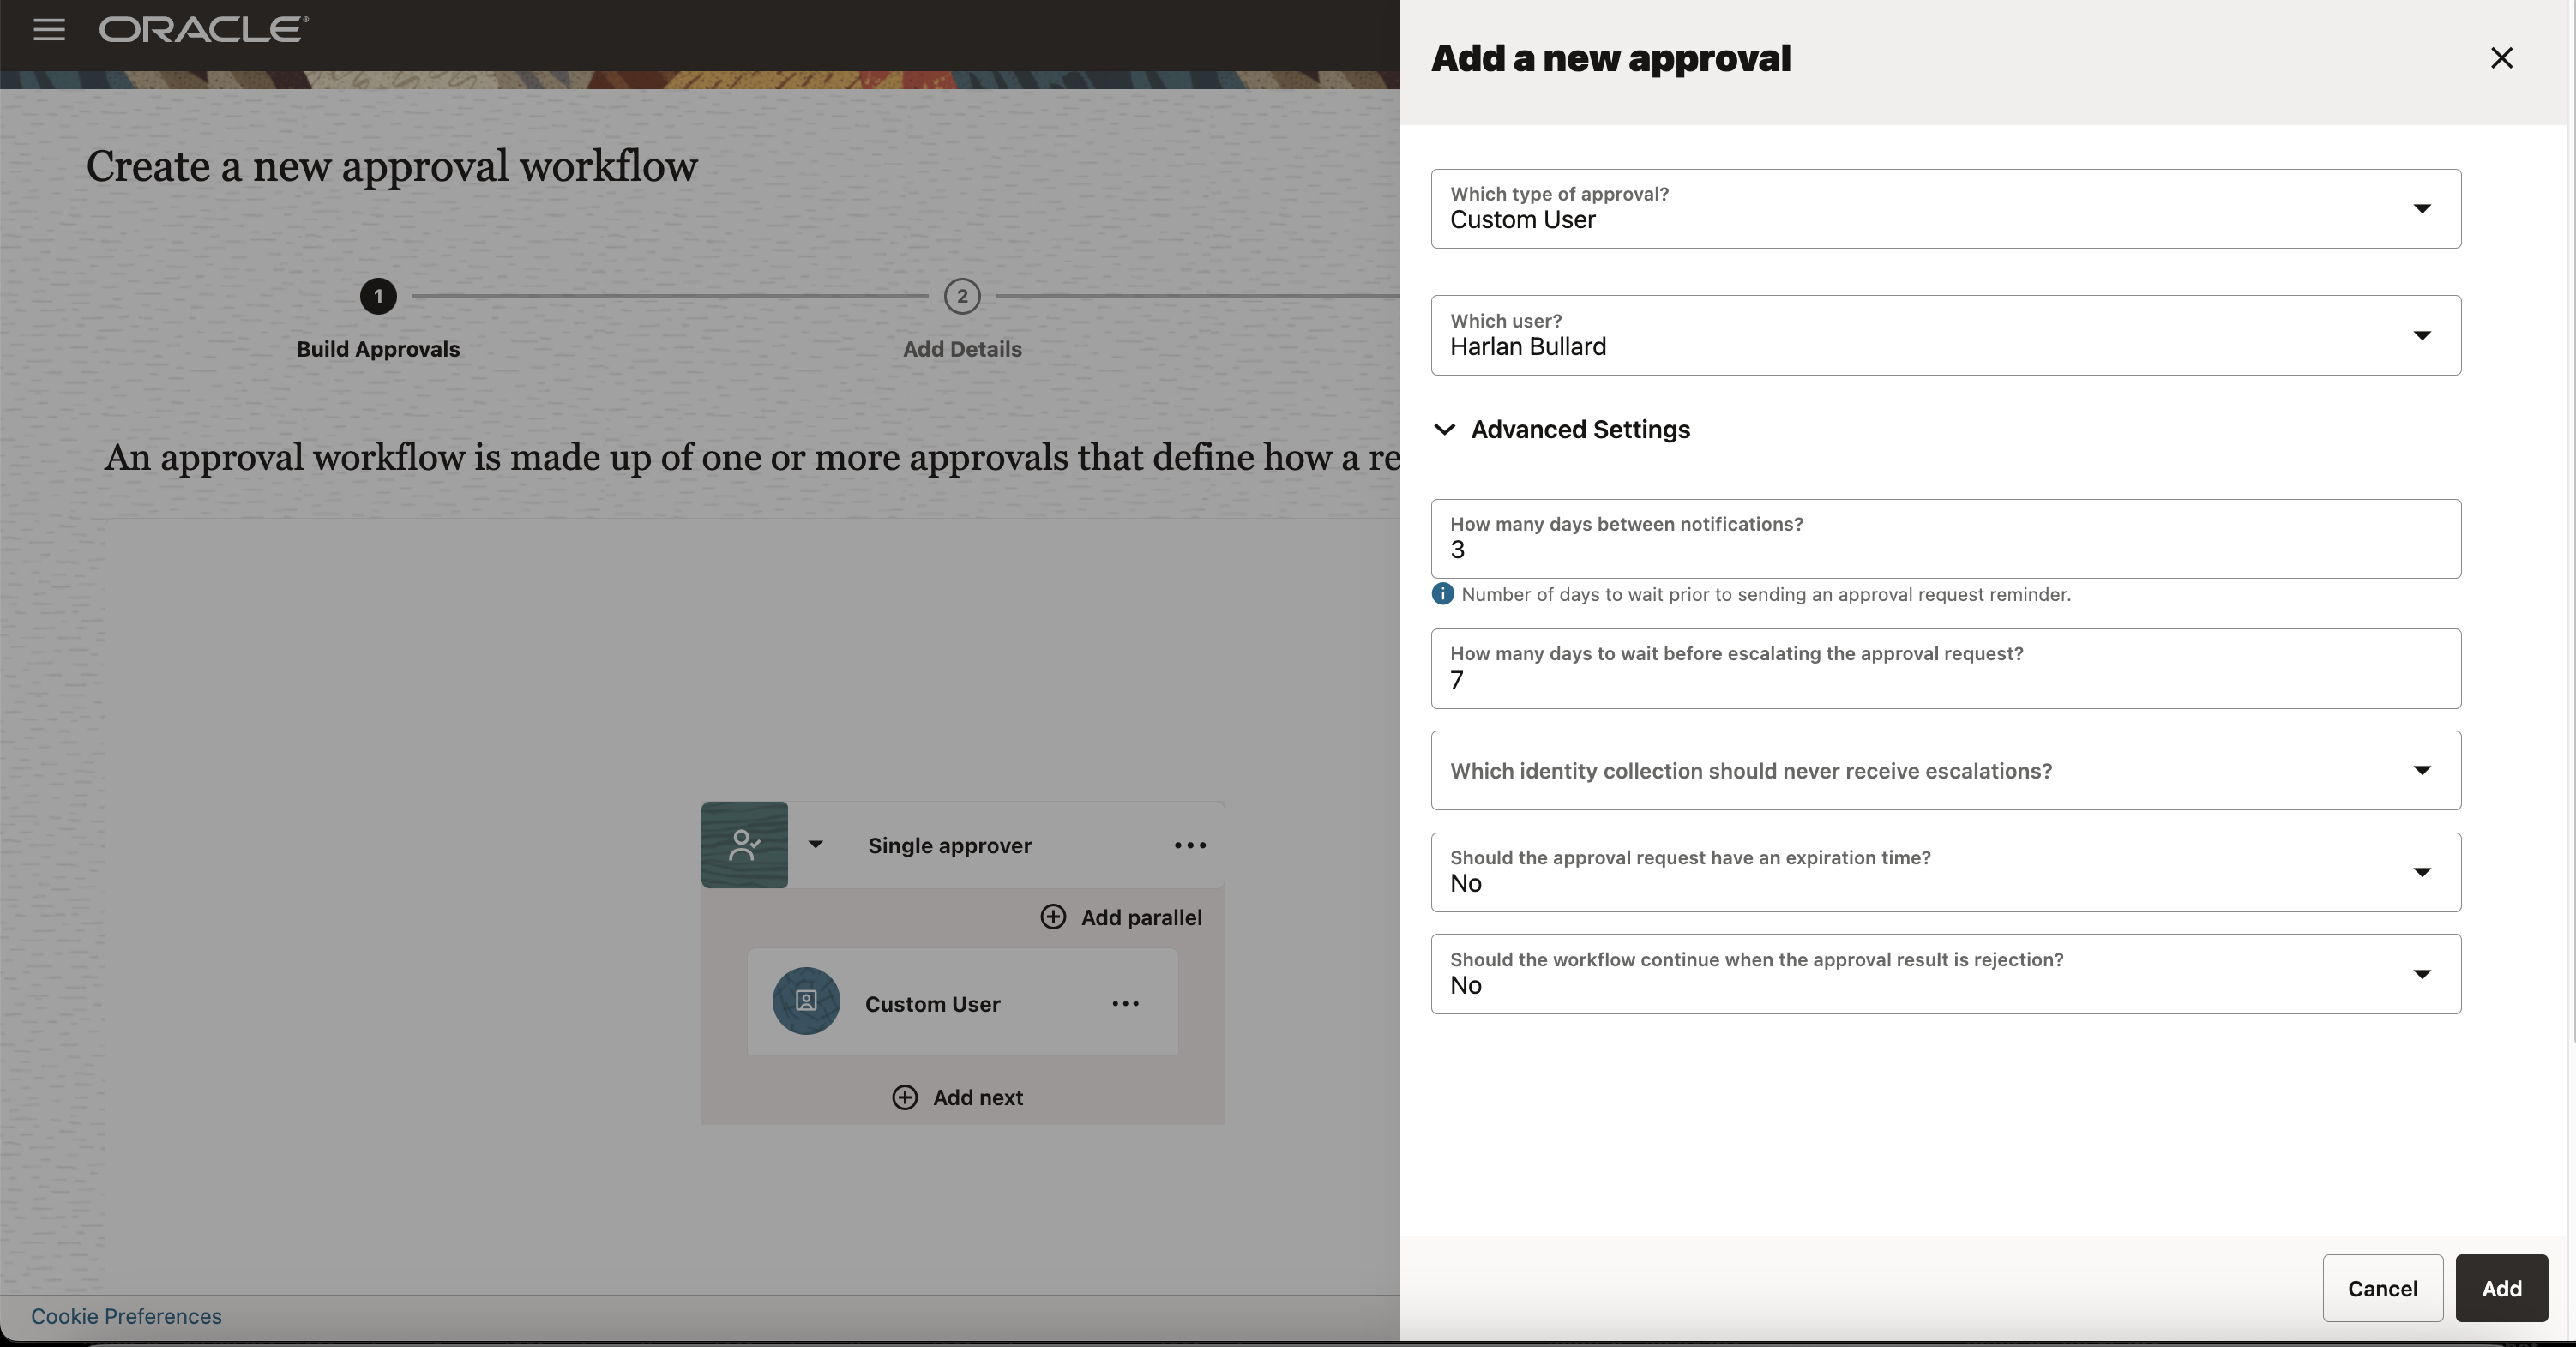 ORACLE
Create a new approval workflow
1
2
Build Approvals
Add Details
An approval workflow is made up of one or more approvals that define how a re
Single approver
Add parallel
Custom User
Add next
Cookie Preferences
Add a new approval
Which type of approval?
Custom User
Which user?
Harlan Bullard
Advanced Settings
How many days between notifications?
3
Number of days to wait prior to sending an approval request reminder.
How many days to wait before escalating the approval request?
7
Which identity collection should never receive escalations?
Should the approval request have an expiration time?
No
Should the workflow continue when the approval result is rejection?
No
Cancel
Add